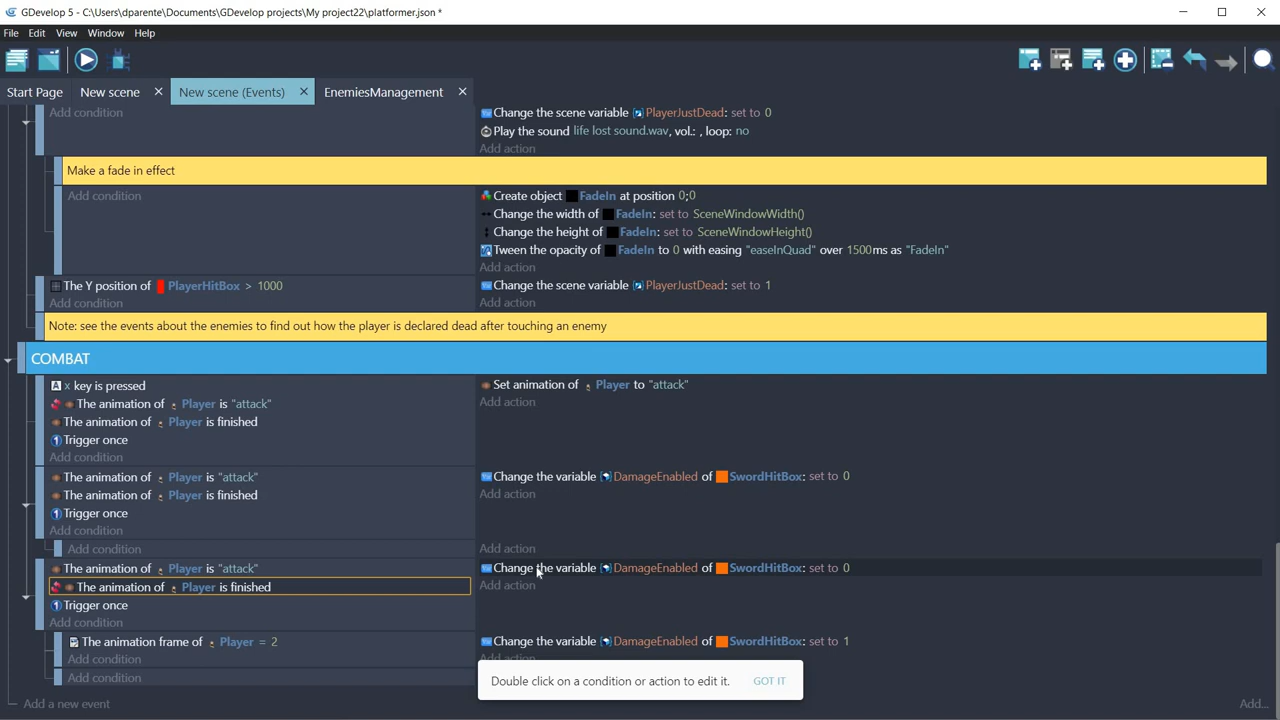 GDevelop 5 - C:\Users\dparente\Documents\GDevelop projects\My project22\platformer.json *
File Edit View Window Help
Start Page New scene New scene (Events) EnemiesManagement
Add condition
Change the scene variable PlayerJustDead: set to 0
Play the sound life lost sound.wav, vol.: , loop: no
Add action
Make a fade in effect
Add condition
Create object FadeIn at position 0;0
Change the width of FadeIn: set to SceneWindowWidth()
Change the height of FadeIn: set to SceneWindowHeight()
Tween the opacity of FadeIn to 0 with easing "easeInQuad" over 1500ms as "FadeIn"
Add action
The Y position of PlayerHitBox > 1000
Add condition
Change the scene variable PlayerJustDead: set to 1
Add action
Note: see the events about the enemies to find out how the player is declared dead after touching an enemy
COMBAT
x key is pressed
The animation of Player is "attack"
The animation of Player is finished
Trigger once
Add condition
Set animation of Player to "attack"
Add action
The animation of Player is "attack"
The animation of Player is finished
Trigger once
Add condition
Change the variable DamageEnabled of SwordHitBox: set to 0
Add action
Add condition
Add action
The animation of Player is "attack"
The animation of Player is finished
Trigger once
Add condition
Change the variable DamageEnabled of SwordHitBox: set to 0
Add action
The animation frame of Player = 2
Add condition
Change the variable DamageEnabled of SwordHitBox: set to 1
Add action
Add condition
Double click on a condition or action to edit it. GOT IT
Add a new event
Add...